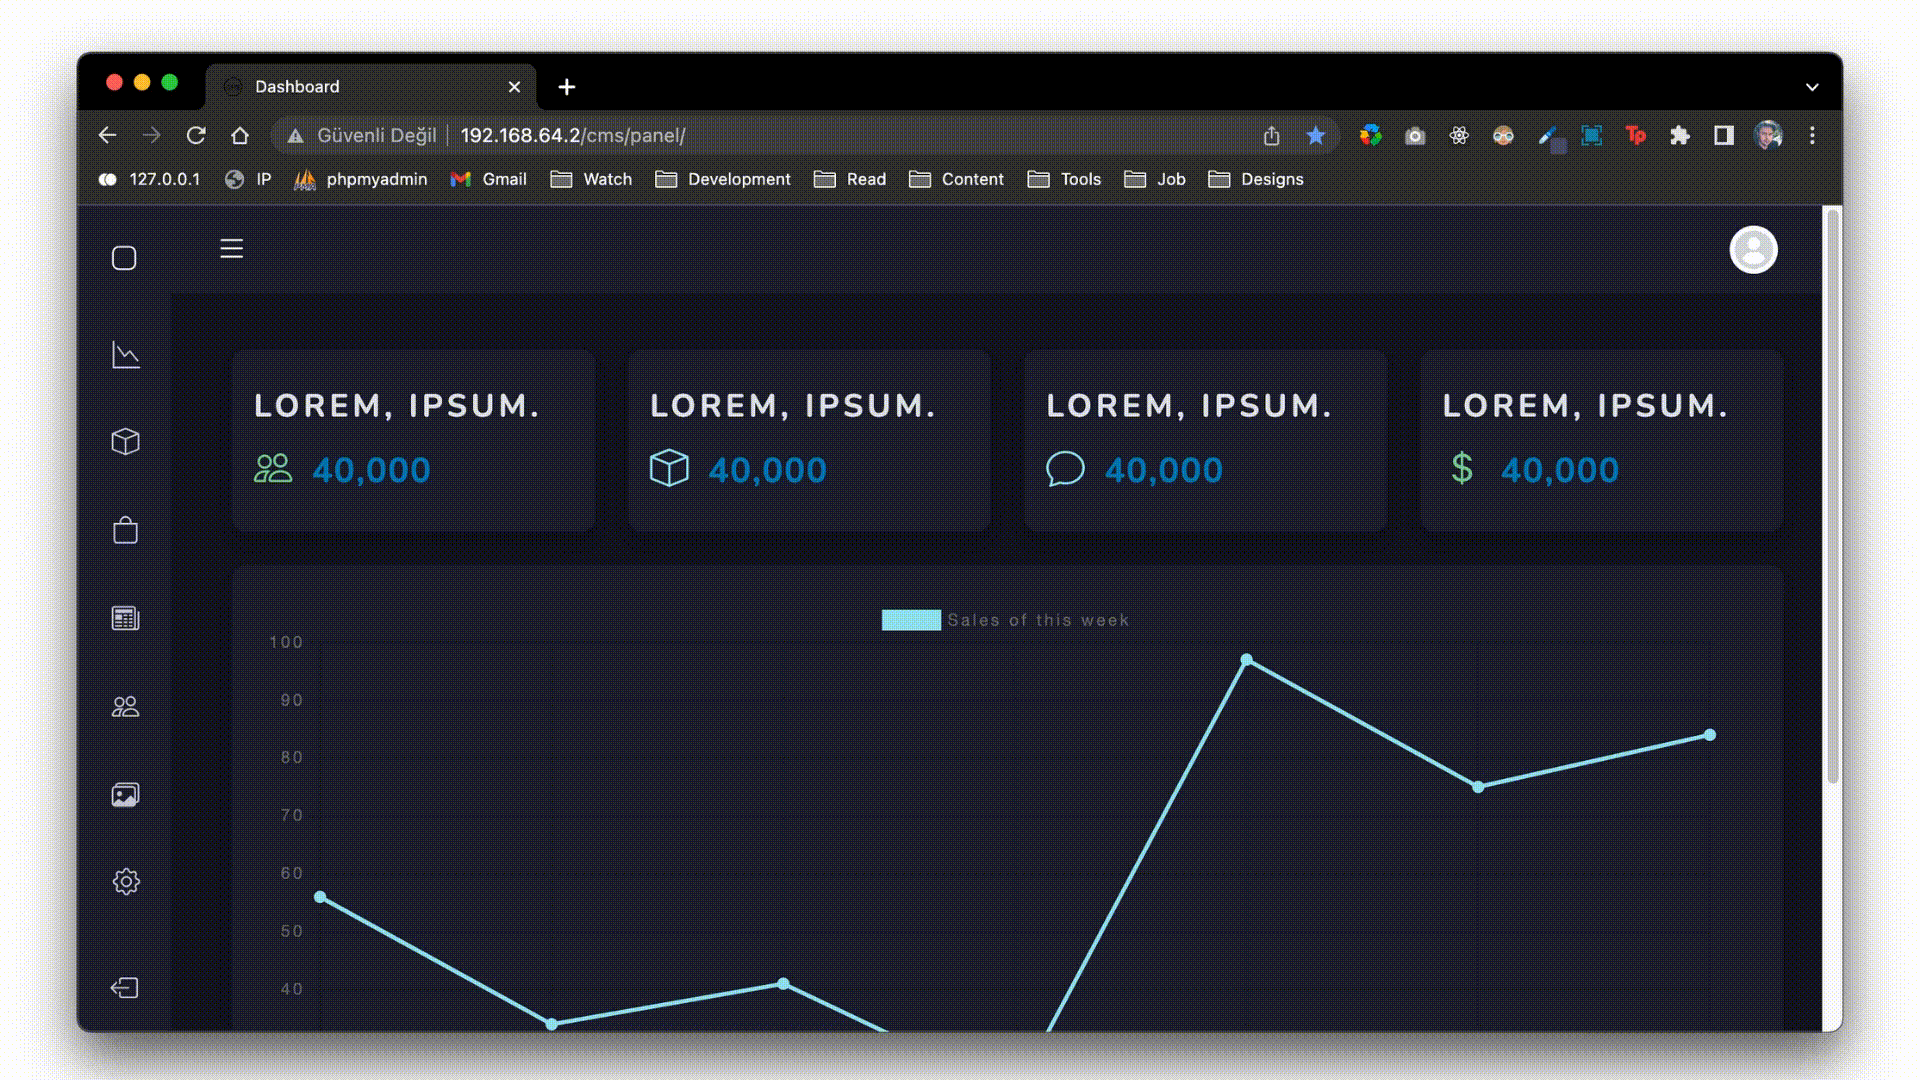 Dashboard
Güvenli Değil 192.168.64.2/cms/panel/
Tp
127.0.0.1 IP phpmyadmin Gmail Watch Development Read Content Tools Job Designs
LOREM, IPSUM. LOREM, IPSUM. LOREM, IPSUM. LOREM, IPSUM.
40,000 40,000 40,000 $ 40,000
Sales of this week
100
90
80
70
60
50
40